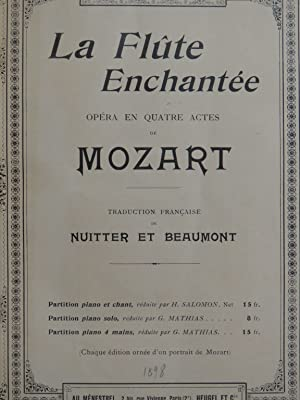 La Flûte
Enchantée
OPÉRA EN QUATRE ACTES
DE
MOZART
TRADUCTION FRANÇAISE
DE
NUITTER ET BEAUMONT
Partition piano et chant, réduite par H. SALOMON. Net 15 fr.
Partition piano solo, réduite par G. MATHIAS. . . . . 8 fr.
Partition piano 4 mains, réduite par G. MATHIAS. . . 15 fr.
(Chaque édition ornée d'un portrait de Mozart)
1898
AU MÉNESTREL, 2 bis, rue Vivienne, Paris (2e). HEUGEL ET Cie